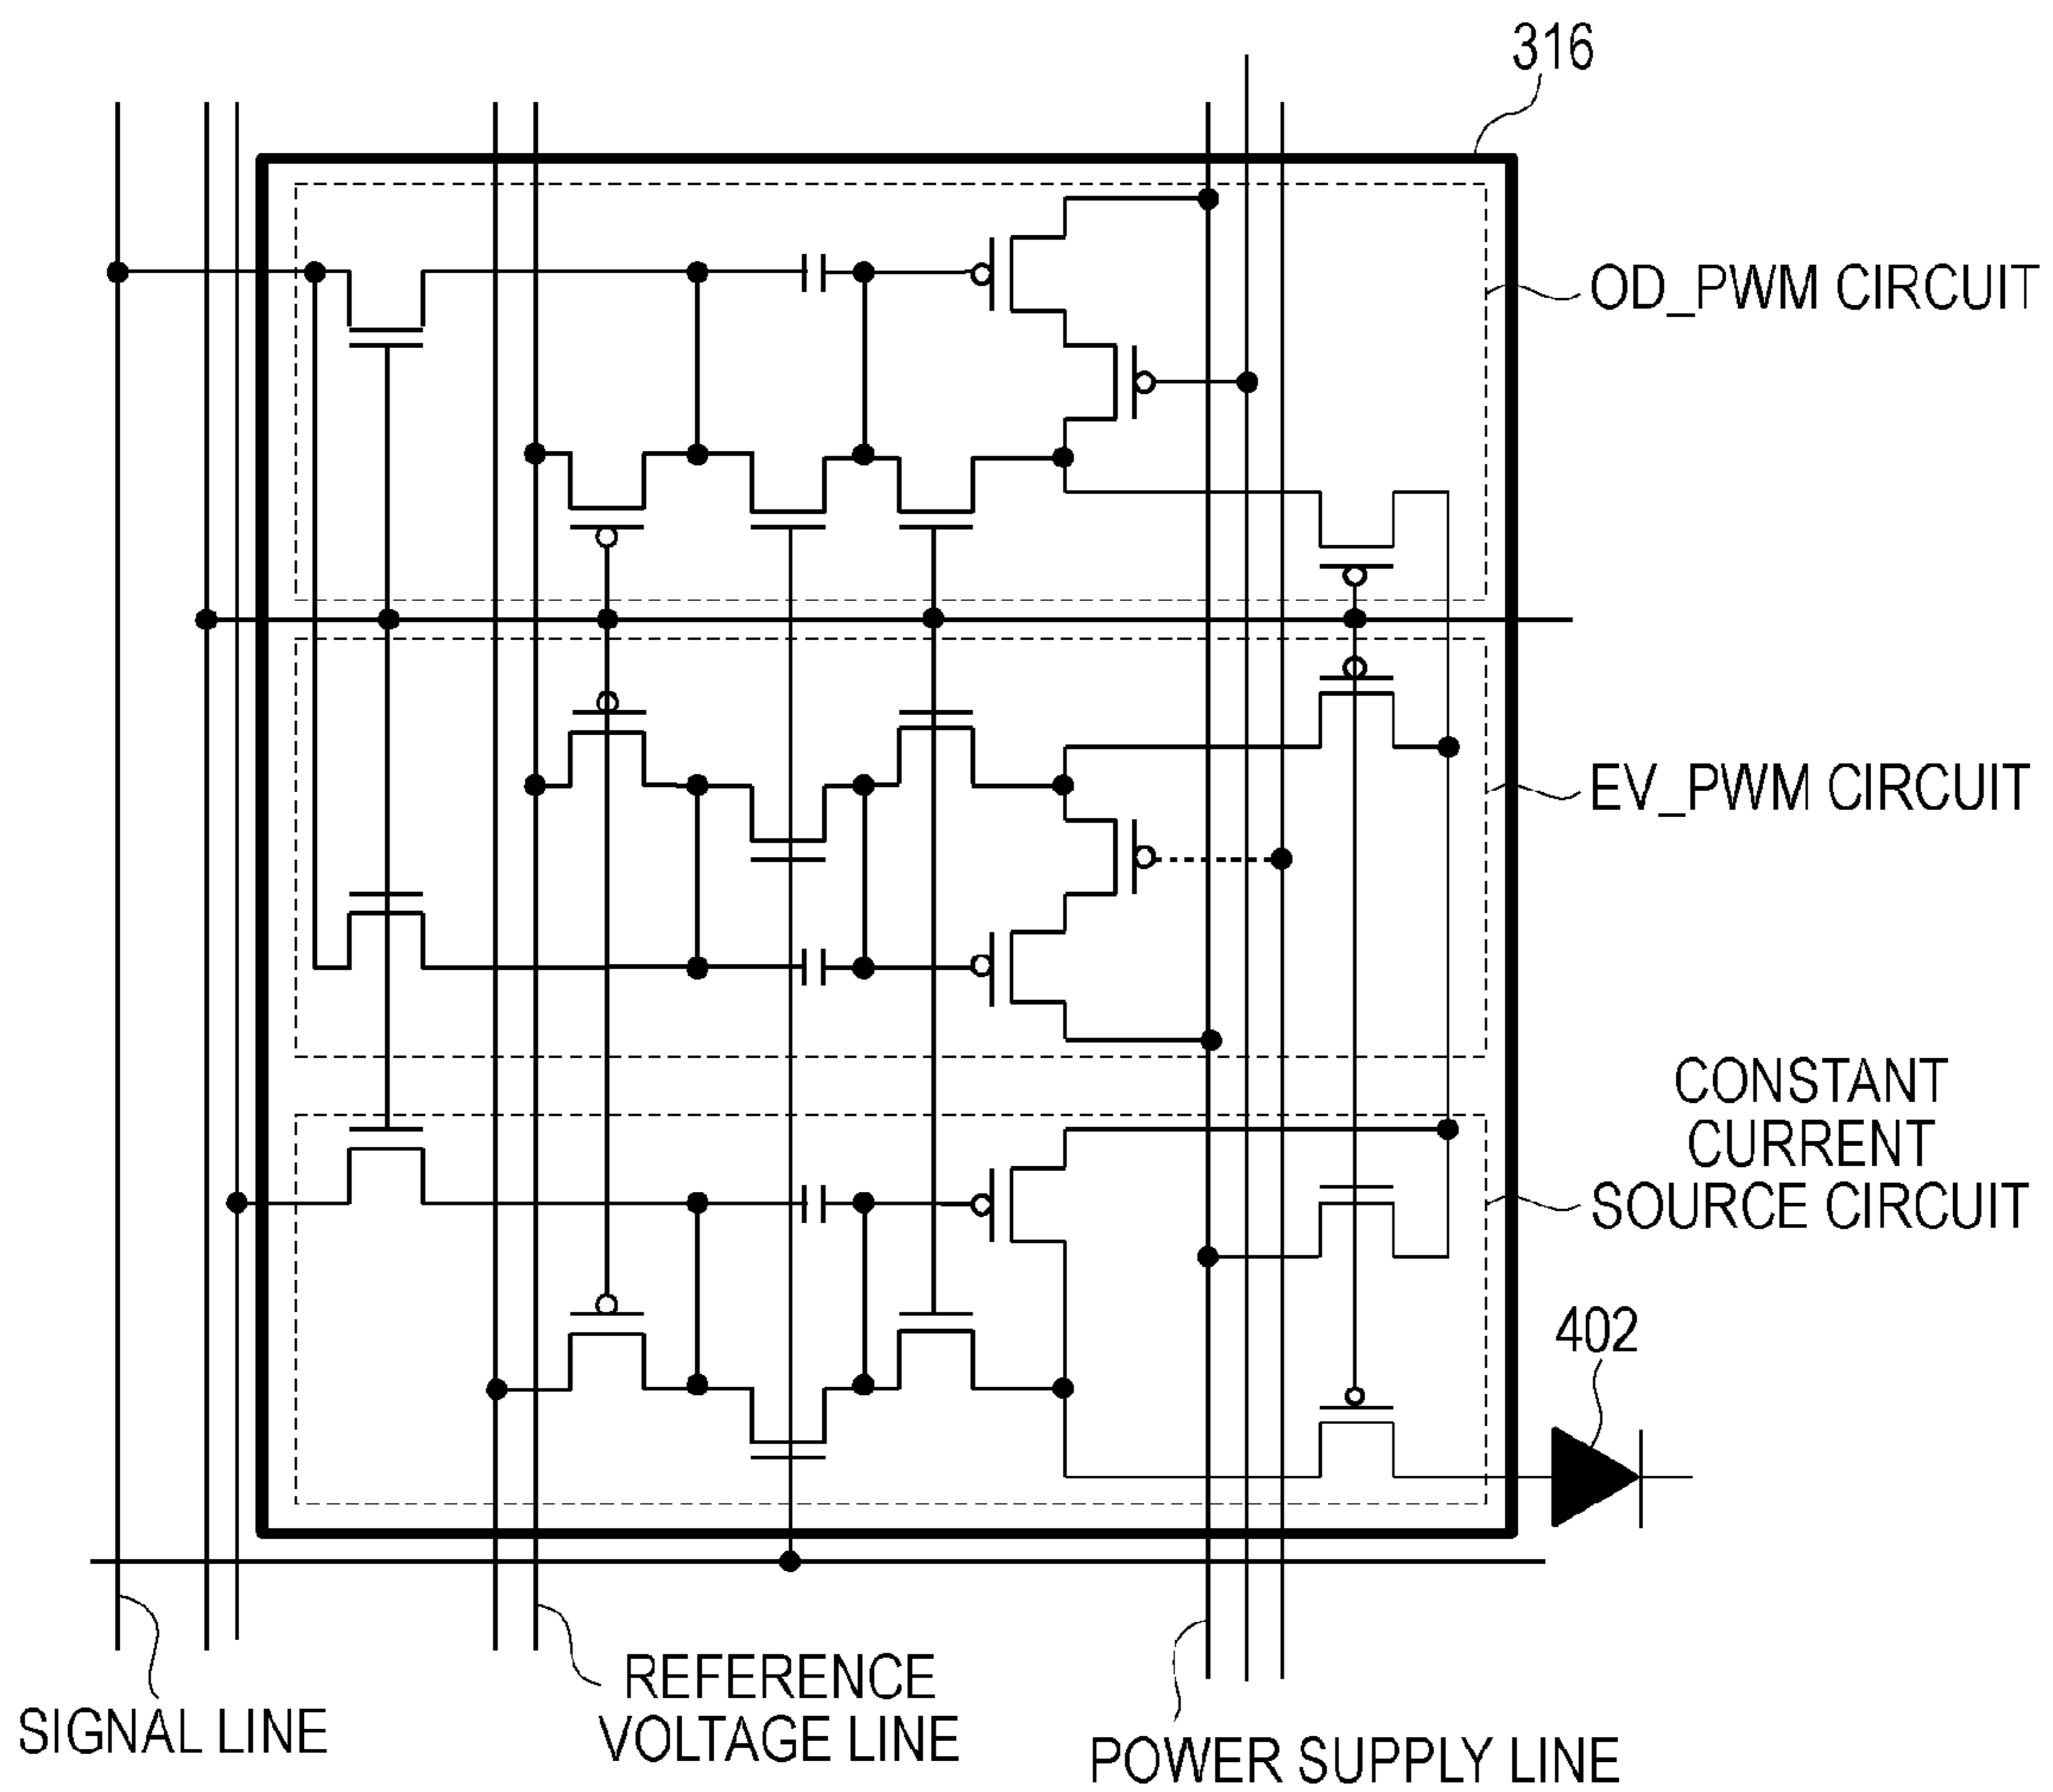 316
OD_PWM CIRCUIT
EV_PWM CIRCUIT
CONSTANT
CURRENT
SOURCE CIRCUIT
402
REFERENCE
VOLTAGE LINE
SIGNAL LINE
POWER SUPPLY LINE